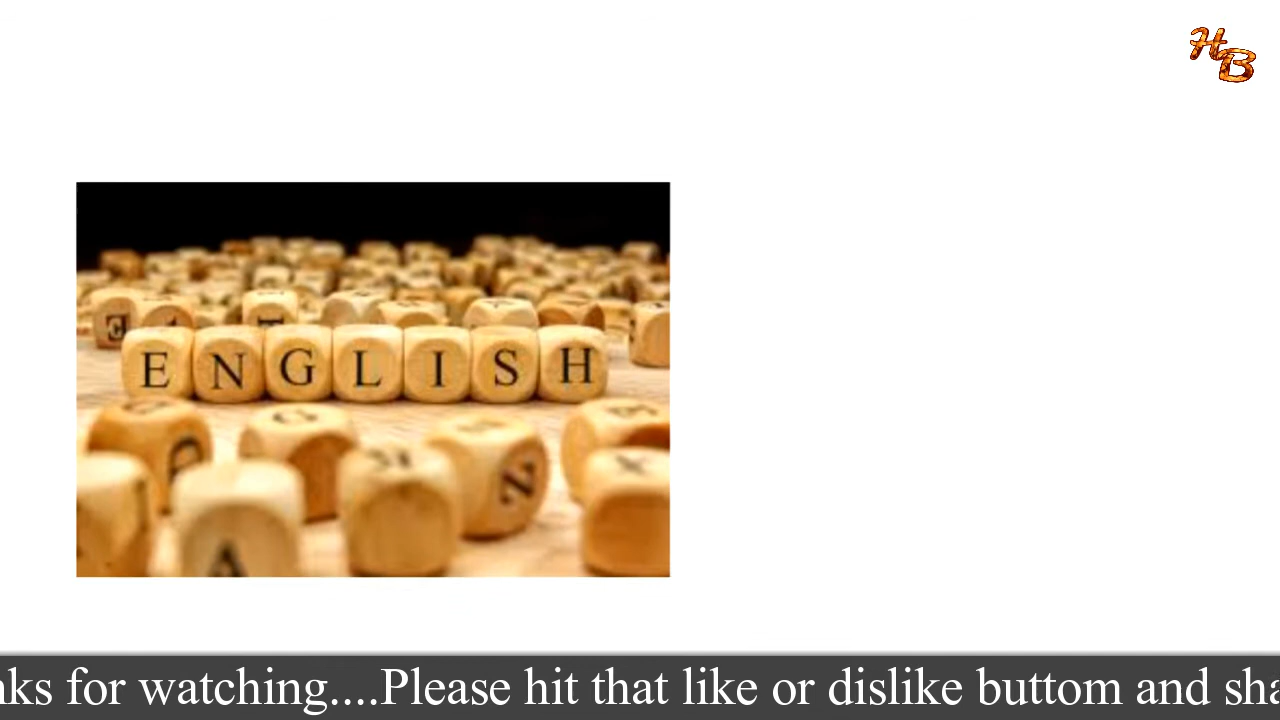 HB
ENGLISH
nks for watching....Please hit that like or dislike buttom and sha